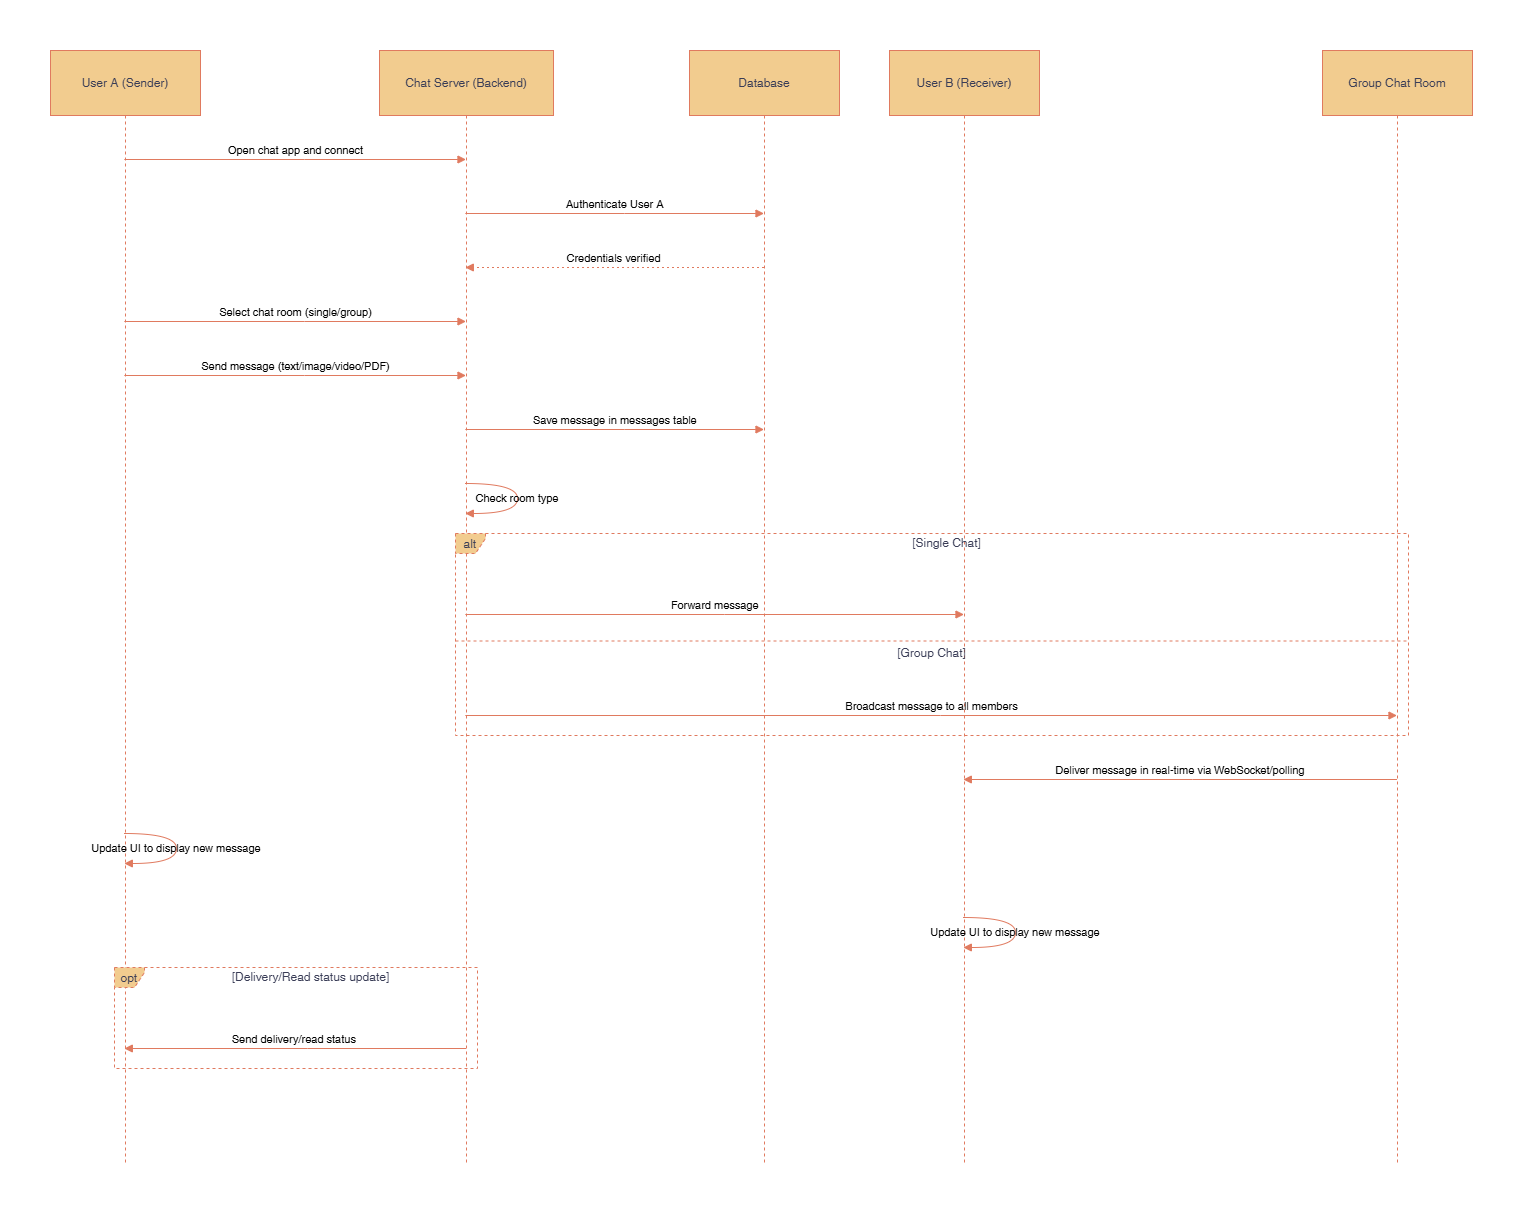 User A (Sender)
Chat Server (Backend)
Database
User B (Receiver)
Group Chat Room
Open chat app and connect
Authenticate User A
Credentials verified
Select chat room (single/group)
Send message (text/image/video/PDF)
Save message in messages table
Check room type
alt
[Single Chat]
Forward message
[Group Chat]
Broadcast message to all members
Deliver message in real-time via WebSocket/polling
Update UI to display new message
Update UI to display new message
opt
[Delivery/Read status update]
Send delivery/read status